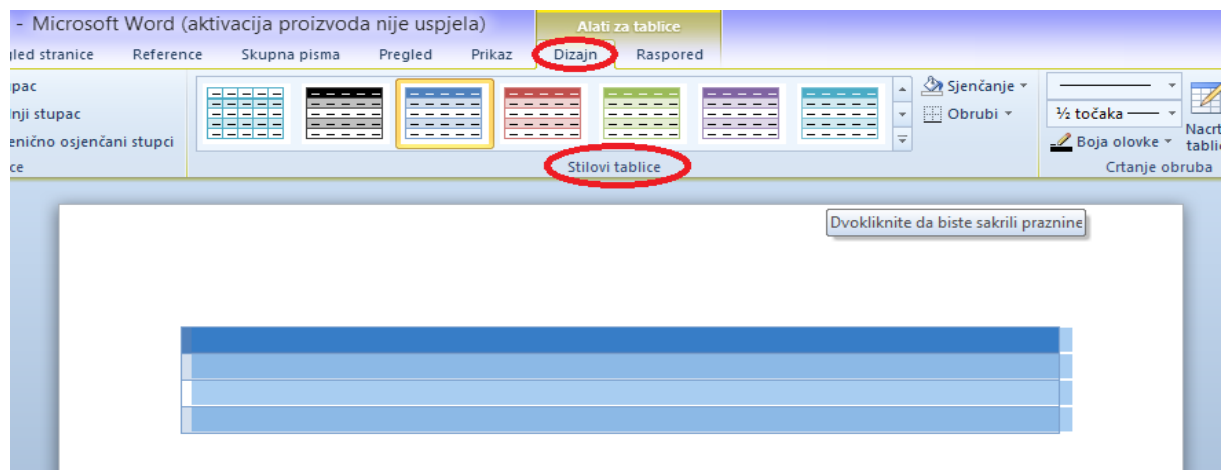 - Microsoft Word (aktivacija proizvoda nije uspjela)
Alati za tablice
gled stranice Reference Skupna pisma Pregled Prikaz Dizajn Raspored
upac
nji stupac
enično osjenčani stupci
ce
Sjenčanje
Obrubi
Stilovi tablice
½ točaka
Boja olovke
Nacrt
tablic
Crtanje obruba
Dvokliknite da biste sakrili praznine